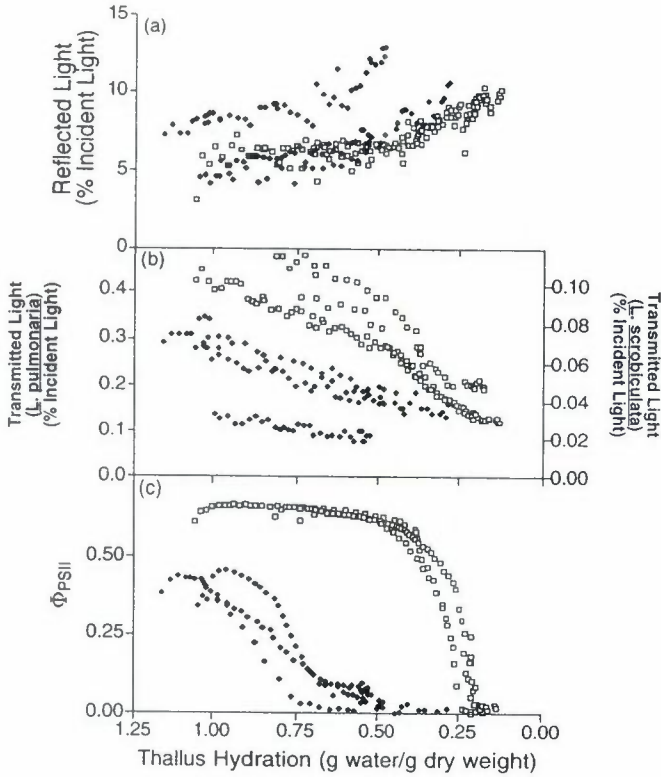 (a)
15
10
5
0
Reflected Light
(% Incident Light)
(b)
0.4
0.3
0.2
0.1
0.0
Transmitted Light
(L. pulmonaria)
(% Incident Light)
0.10
0.08
0.06
0.04
0.02
0.00
Transmitted Light
(L. scrobiculata)
(% Incident Light)
(c)
0.50
0.25
0.00
ΦPSII
1.25 1.00 0.75 0.50 0.25 0.00
Thallus Hydration (g water/g dry weight)